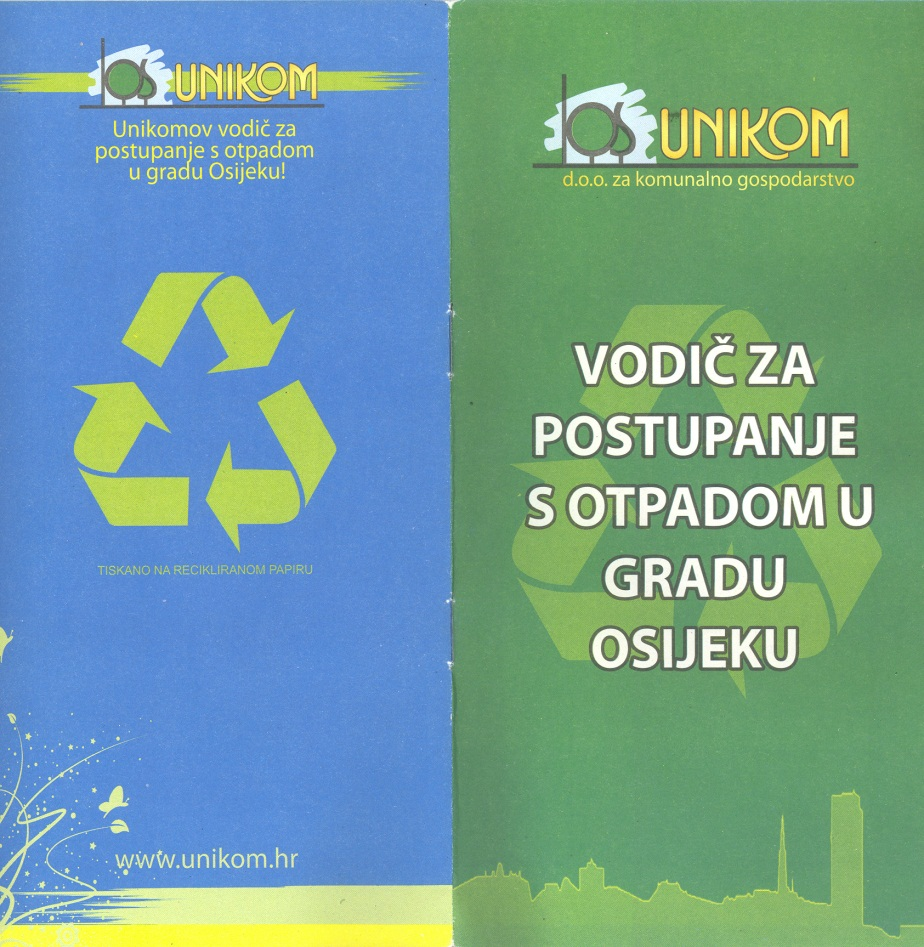 UNIKOM
Unikomov vodič za
postupanje s otpadom
u gradu Osijeku!
TISKANO NA RECIKLIRANOM PAPIRU
www.unikom.hr
os UNIKOM
d.o.o. za komunalno gospodarstvo
VODIČ ZA
POSTUPANJE
S OTPADOM U
GRADU
OSIJEKU